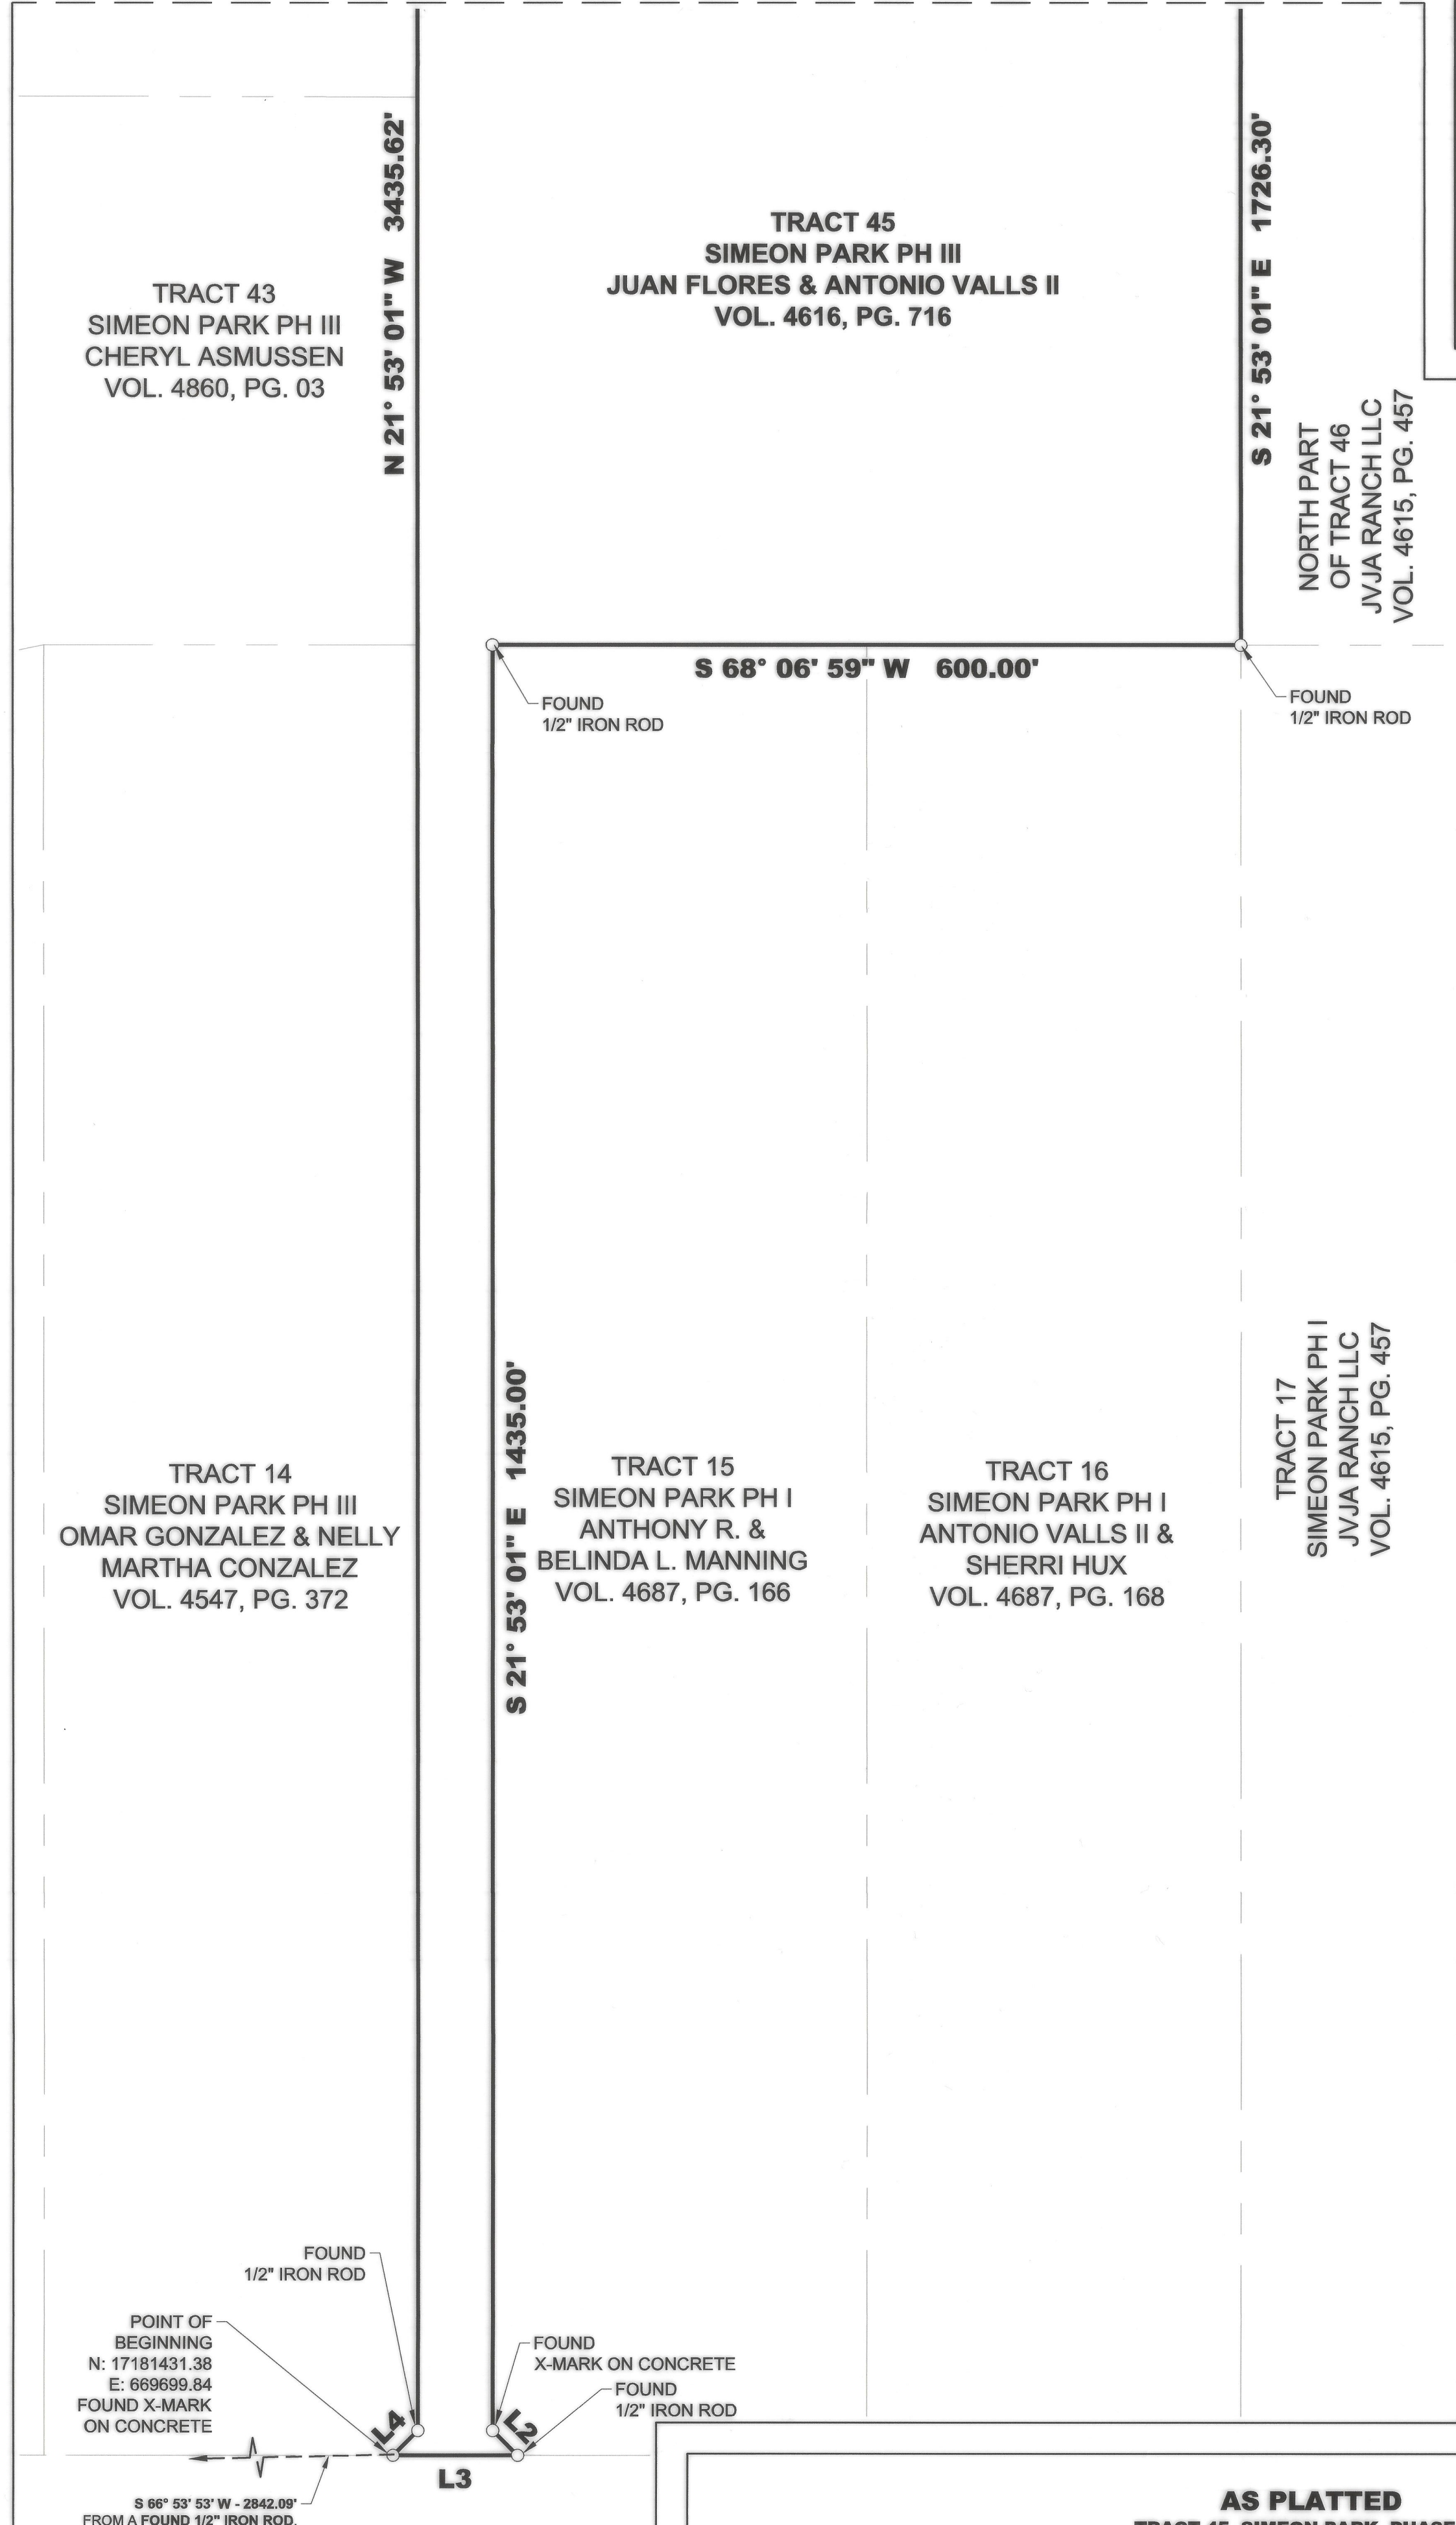 N 21° 53' 01" W 3435.62'
TRACT 45
SIMEON PARK PH III
JUAN FLORES & ANTONIO VALLS II
VOL. 4616, PG. 716
S 21° 53' 01" E 1726.30'
TRACT 43
SIMEON PARK PH III
CHERYL ASMUSSEN
VOL. 4860, PG. 03
NORTH PART
OF TRACT 46
JVJA RANCH LLC
VOL. 4615, PG. 457
S 68° 06' 59" W 600.00'
FOUND
1/2" IRON ROD
FOUND
1/2" IRON ROD
S 21° 53' 01" E 1435.00'
TRACT 14
SIMEON PARK PH III
OMAR GONZALEZ & NELLY
MARTHA CONZALEZ
VOL. 4547, PG. 372
TRACT 15
SIMEON PARK PH I
ANTHONY R. &
BELINDA L. MANNING
VOL. 4687, PG. 166
TRACT 16
SIMEON PARK PH I
ANTONIO VALLS II &
SHERRI HUX
VOL. 4687, PG. 168
TRACT 17
SIMEON PARK PH I
JVJA RANCH LLC
VOL. 4615, PG. 457
FOUND
1/2" IRON ROD
POINT OF
BEGINNING
N: 17181431.38
E: 669699.84
FOUND X-MARK
ON CONCRETE
FOUND
X-MARK ON CONCRETE
FOUND
1/2" IRON ROD
L4
L2
L3
S 66° 53' 53' W - 2842.09'
FROM A FOUND 1/2" IRON ROD,
AS PLATTED
TRACT 45, SIMEON PARK, PHASE